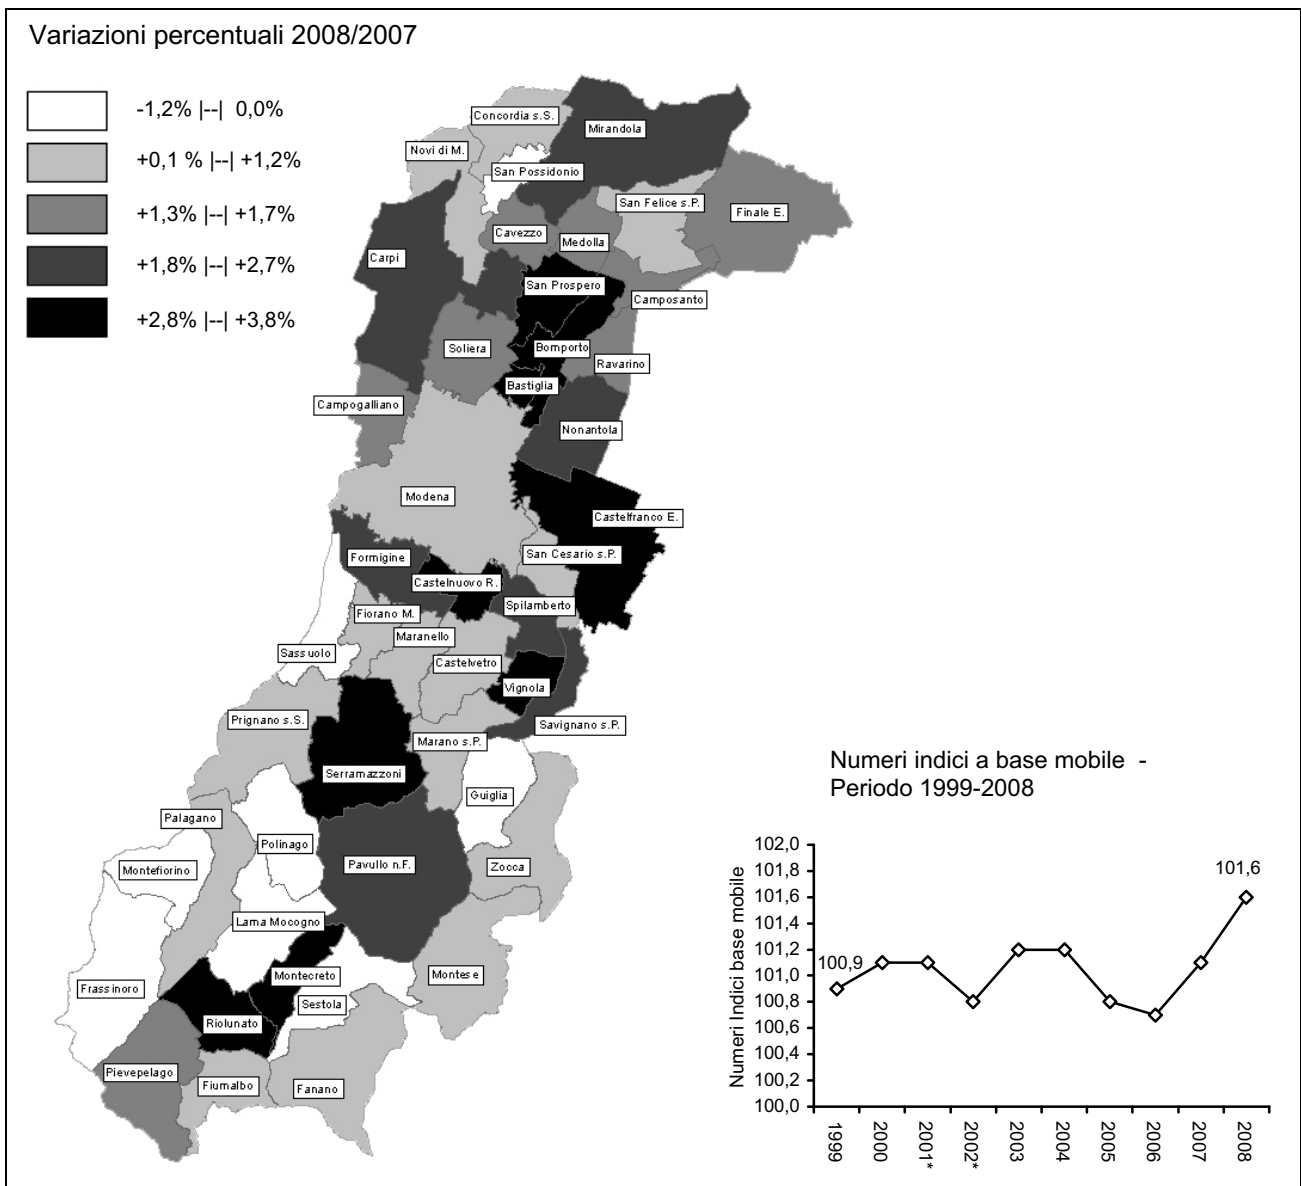 Variazioni percentuali 2008/2007
-1,2% |--| 0,0%
+0,1 % |--| +1,2%
+1,3% |--| +1,7%
+1,8% |--| +2,7%
+2,8% |--| +3,8%
Concordia s.S.
Mirandola
Novi di M.
San Possidonio
San Felice s.P.
Finale E.
Cavezzo
Medolla
Carpi
San Prospero
Camposanto
Soliera
Bomporto
Ravarino
Bastiglia
Campogalliano
Nonantola
Modena
Castelfranco E.
Formigine
San Cesario s.P.
Castelnuovo R.
Spilamberto
Fiorano M.
Maranello
Sassuolo
Castelvetro
Vignola
Prignano s.S.
Savignano s.P.
Marano s.P.
Serramazzoni
Guiglia
Palagano
Polinago
Pavullo n.F.
Zocca
Montefiorino
Lama Mocogno
Montecreto
Montese
Frassinoro
Sestola
Riolunato
Pievepelago
Fiumalbo
Fanano
Numeri indici a base mobile -
Periodo 1999-2008
Numeri Indici base mobile
102,0
101,8
101,6
101,4
101,2
101,0
100,8
100,6
100,4
100,2
100,0
100,9
101,6
1999
2000
2001*
2002*
2003
2004
2005
2006
2007
2008